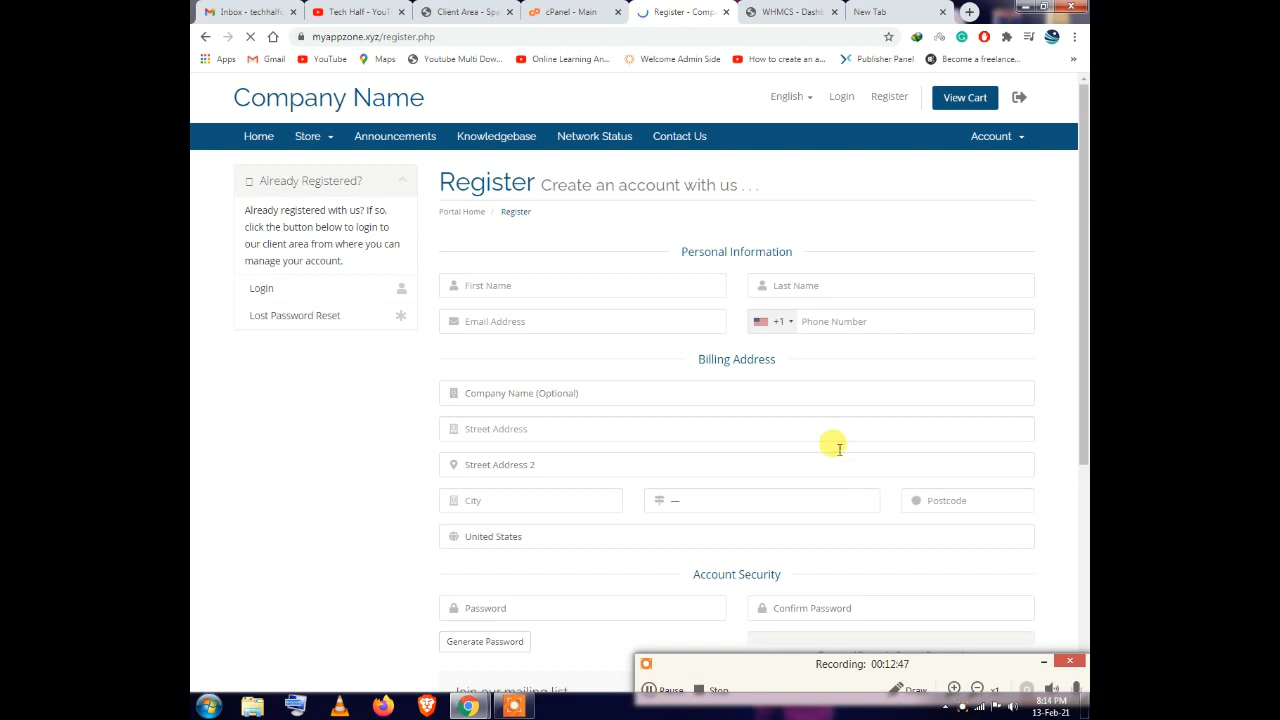 Inbox - techhalfc
Tech Half - YouT
Client Area - Spa
cPanel - Main
Register - Compa
WHMCS - Dashb
New Tab
myappzone.xyz/register.php
Apps
Gmail
YouTube
Maps
Youtube Multi Dow...
Online Learning An...
Welcome Admin Side
How to create an a...
Publisher Panel
Become a freelance...
»
Company Name
English
Login
Register
View Cart
Home
Store
Announcements
Knowledgebase
Network Status
Contact Us
Account
Already Registered?
Already registered with us? If so,
click the button below to login to
our client area from where you can
manage your account.
Login
Lost Password Reset
Register Create an account with us . . .
Portal Home / Register
Personal Information
First Name
Last Name
Email Address
+1
Phone Number
Billing Address
Company Name (Optional)
Street Address
Street Address 2
City
—
Postcode
United States
Account Security
Password
Confirm Password
Generate Password
Join our mailing list
Recording: 00:12:47
Pause
Stop
Draw
x1
8:14 PM
13-Feb-21